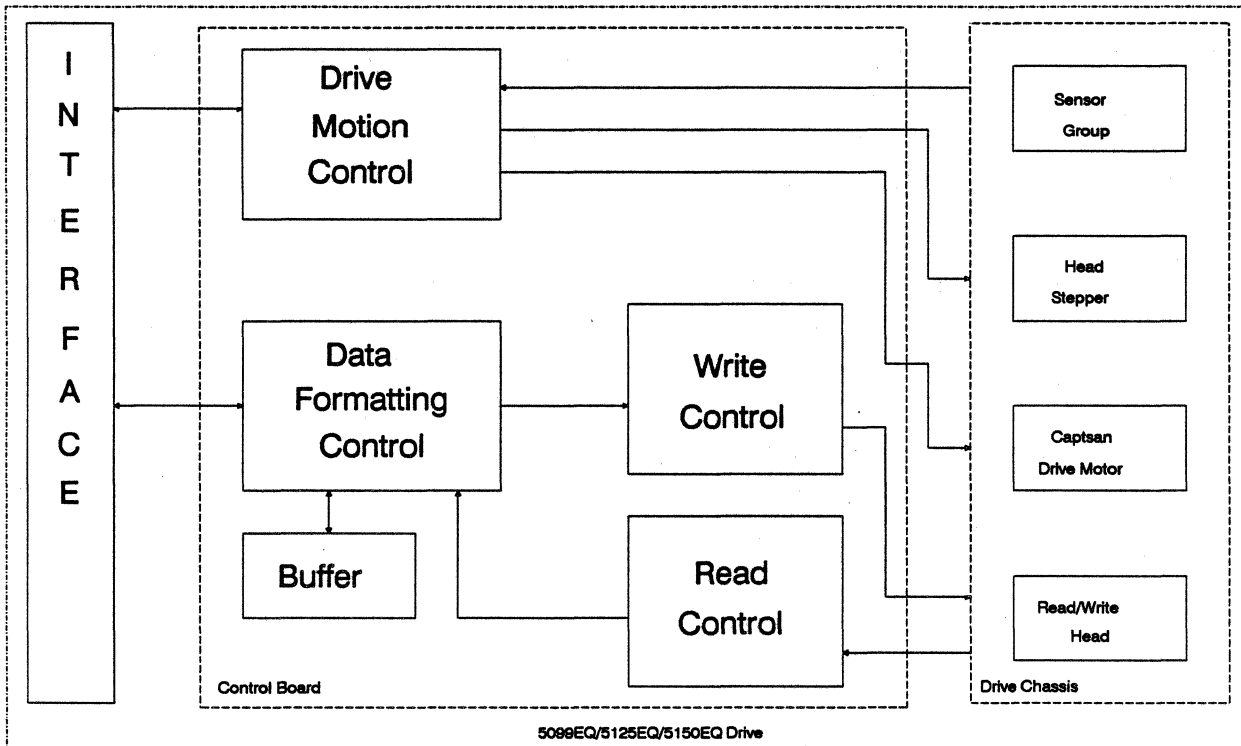 INTERFACE
Drive
Motion
Control
Data
Formatting
Control
Buffer
Write
Control
Read
Control
Control Board
Sensor
Group
Head
Stepper
Captsan
Drive Motor
Read/Write
Head
Drive Chassis
5099EQ/5125EQ/5150EQ Drive